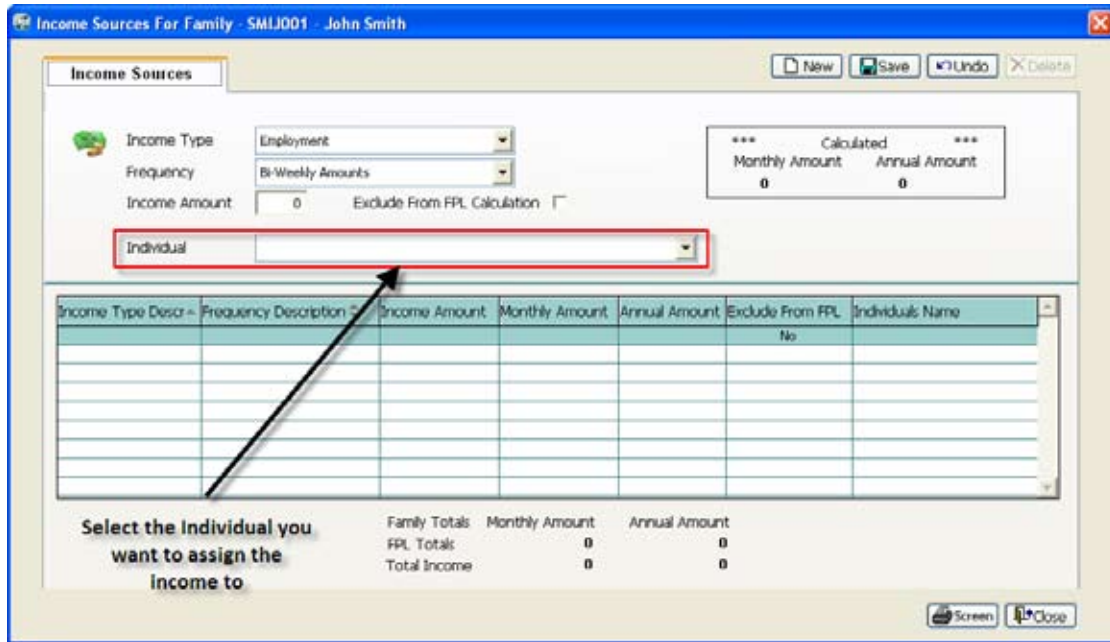 Income Sources For Family - SMIJ001 - John Smith
Income Sources
New Save Undo Delete
Income Type Employment
*** Calculated ***
Frequency Bi-Weekly Amounts
Monthly Amount Annual Amount
0 0
Income Amount 0 Exclude From FPL Calculation
Individual
Income Type Descr Frequency Description Income Amount Monthly Amount Annual Amount Exclude From FPL Individuals Name
No
Select the Individual you
want to assign the
income to
Family Totals Monthly Amount Annual Amount
FPL Totals 0 0
Total Income 0 0
Screen Close